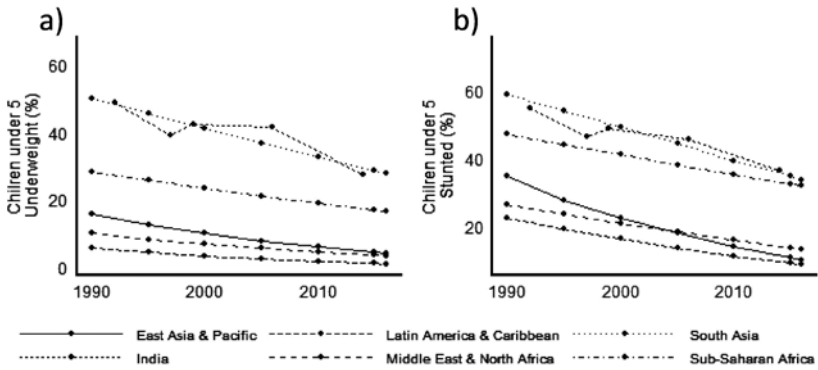 a)
b)
Chilren under 5
Underweight (%)
60
40
20
0
1990
2000
2010
Chilren under 5
Stunted (%)
60
40
20
1990
2000
2010
East Asia & Pacific
Latin America & Caribbean
South Asia
India
Middle East & North Africa
Sub-Saharan Africa